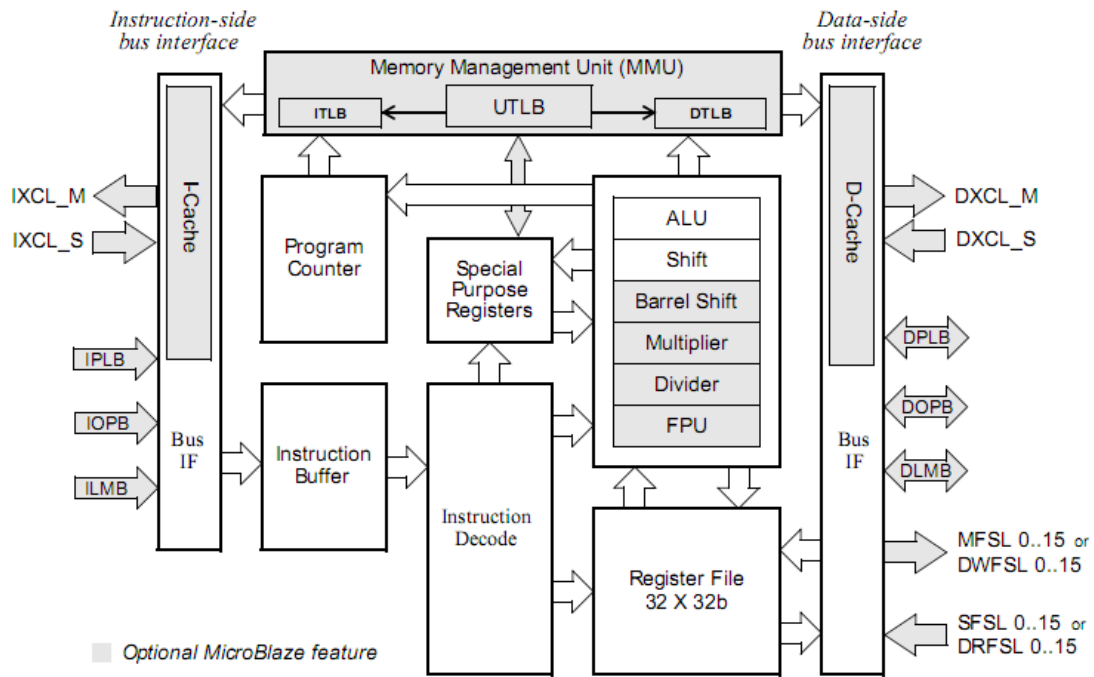 Instruction-side
bus interface
Data-side
bus interface
Memory Management Unit (MMU)
ITLB
UTLB
DTLB
I-Cache
D-Cache
IXCL_M
IXCL_S
DXCL_M
DXCL_S
Program
Counter
Special
Purpose
Registers
ALU
Shift
Barrel Shift
Multiplier
Divider
FPU
IPLB
IOPB
ILMB
Bus
IF
Instruction
Buffer
Instruction
Decode
Register File
32 X 32b
Bus
IF
DPLB
DOPB
DLMB
MFSL 0..15 or
DWFSL 0..15
SFSL 0..15 or
DRFSL 0..15
Optional MicroBlaze feature